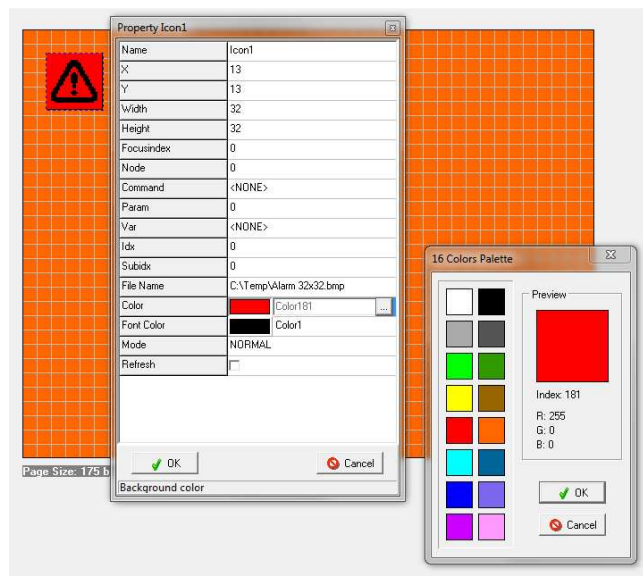 Property Icon1
Name Icon1
X 13
Y 13
Width 32
Height 32
Focusindex 0
Node 0
Command <NONE>
Param 0
Var <NONE>
Idx 0
Subidx 0
File Name C:\Temp\Alarm 32x32.bmp
Color Color181 ...
Font Color Color1
Mode NORMAL
Refresh
OK Cancel
Background color
Page Size: 175 b
16 Colors Palette
Preview
Index: 181
R: 255
G: 0
B: 0
OK
Cancel